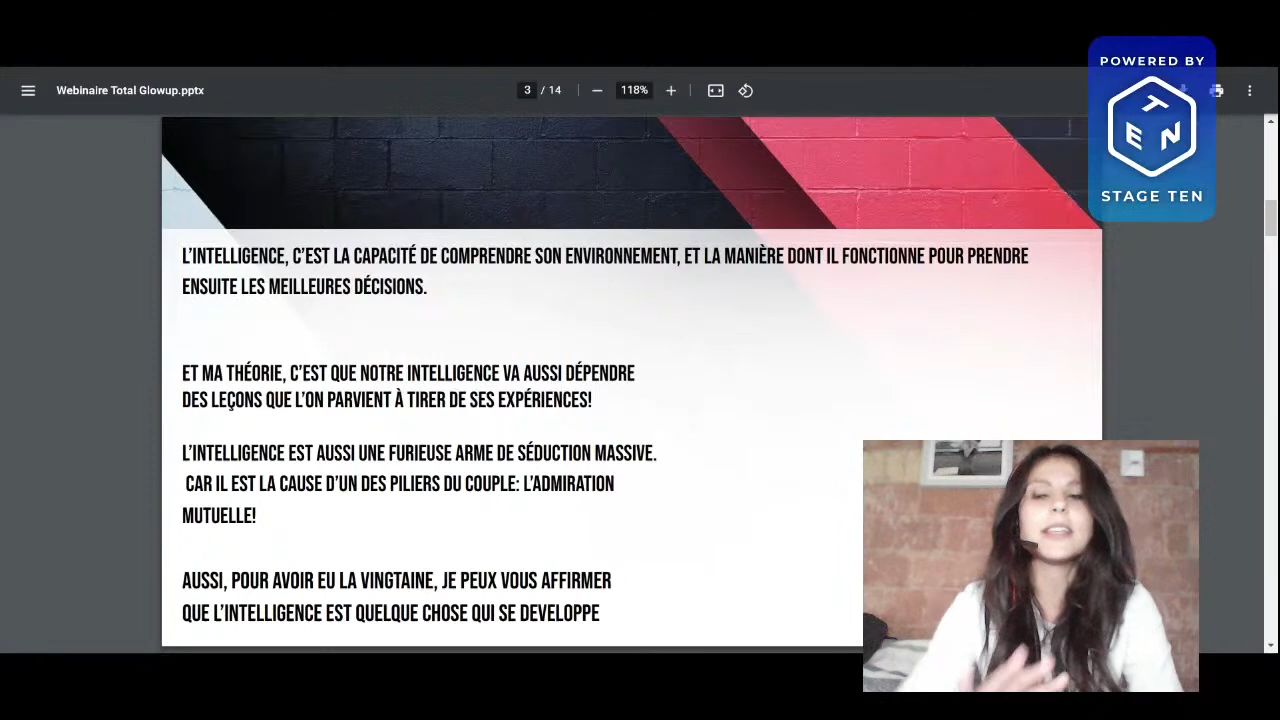 POWERED BY
TEN
STAGE TEN
Webinaire Total Glowup.pptx
3 / 14
118%
L'INTELLIGENCE, C'EST LA CAPACITÉ DE COMPRENDRE SON ENVIRONNEMENT, ET LA MANIÈRE DONT IL FONCTIONNE POUR PRENDRE
ENSUITE LES MEILLEURES DÉCISIONS.
ET MA THÉORIE, C'EST QUE NOTRE INTELLIGENCE VA AUSSI DÉPENDRE
DES LEÇONS QUE L'ON PARVIENT À TIRER DE SES EXPÉRIENCES!
L'INTELLIGENCE EST AUSSI UNE FURIEUSE ARME DE SÉDUCTION MASSIVE.
CAR IL EST LA CAUSE D'UN DES PILIERS DU COUPLE: L'ADMIRATION
MUTUELLE!
AUSSI, POUR AVOIR EU LA VINGTAINE, JE PEUX VOUS AFFIRMER
QUE L'INTELLIGENCE EST QUELQUE CHOSE QUI SE DEVELOPPE